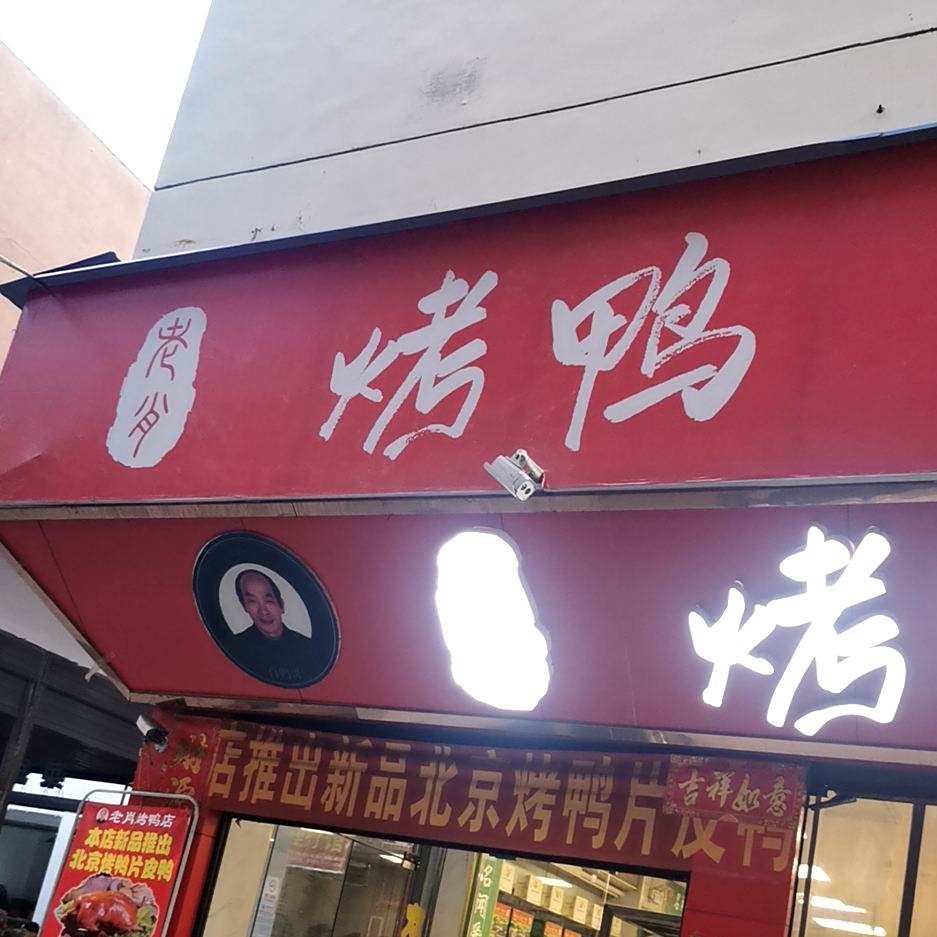 老肖
烤鸭
烤
店推出新品北京烤鸭片皮鸭
吉祥如意
老肖烤鸭店
本店新品推出
北京烤鸭片皮鸭